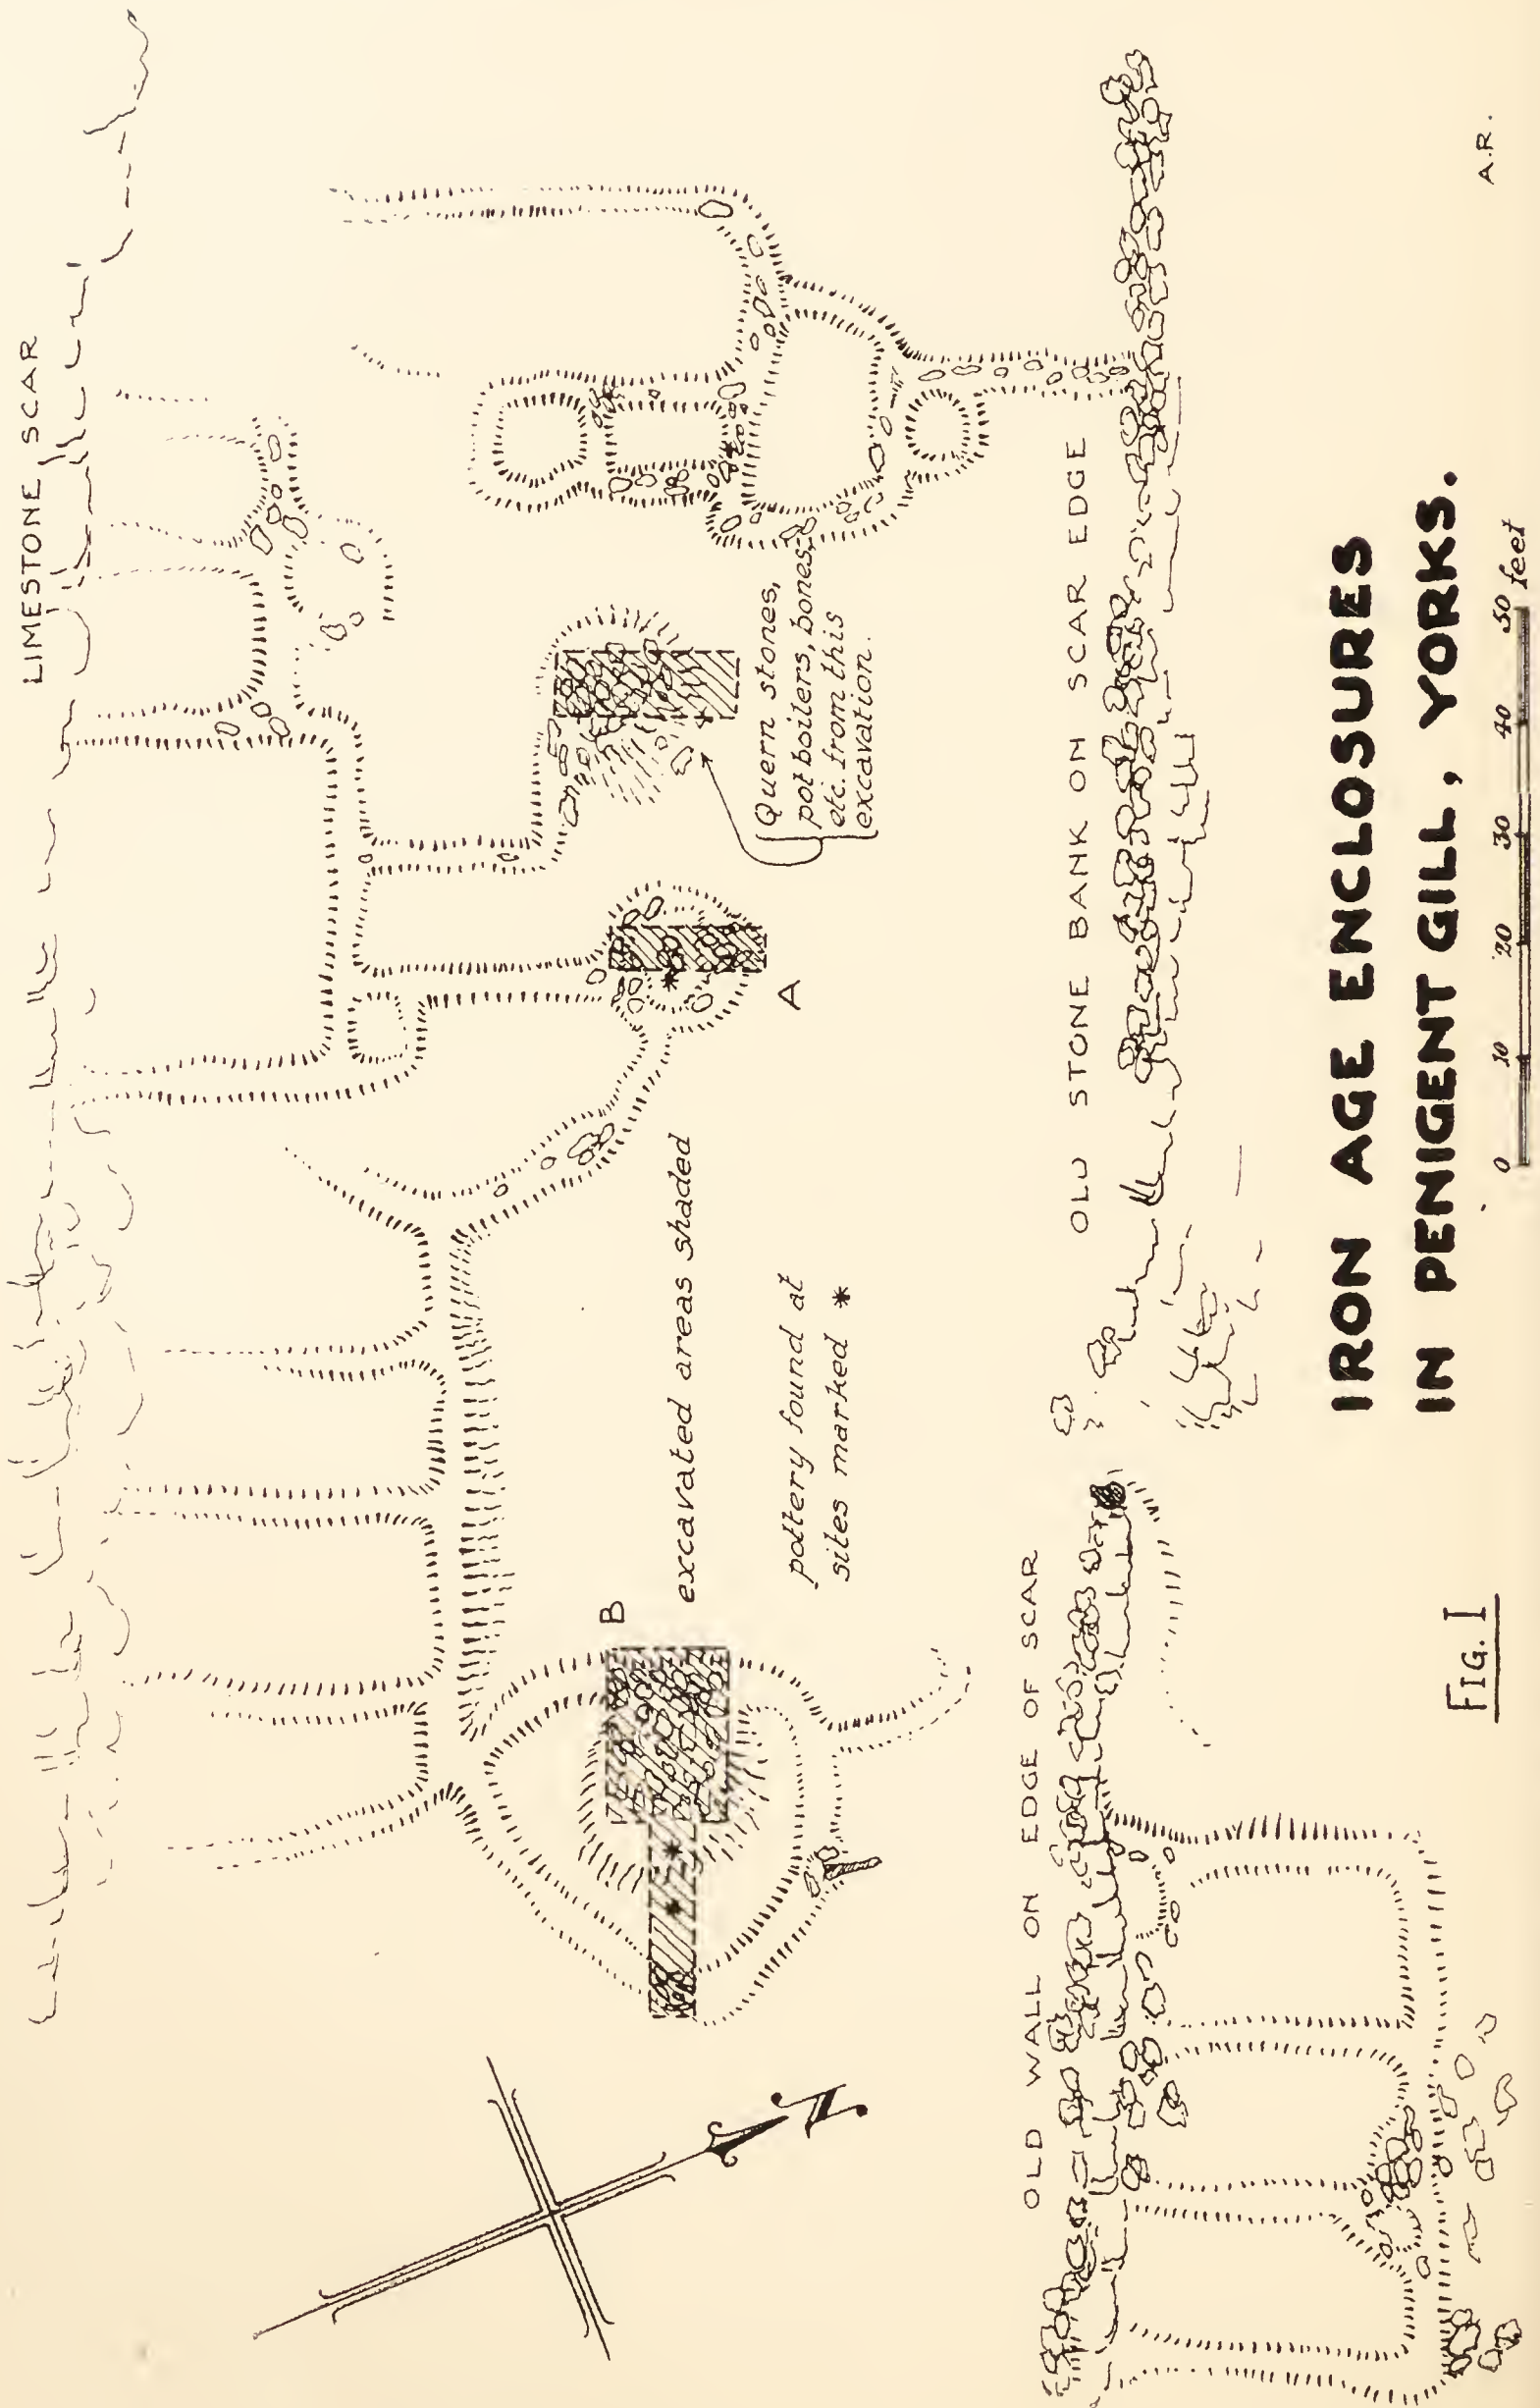 LIMESTONE SCAR
Quern stones,
pot boilers, bones,
etc. from this
excavation.
A
B
excavated areas shaded
pottery found at
sites marked *
N
OLD STONE BANK ON SCAR EDGE
OLD WALL ON EDGE OF SCAR
IRON AGE ENCLOSURES
IN PENIGENT GILL, YORKS.
0 10 20 30 40 50 feet
FIG. I
A.R.